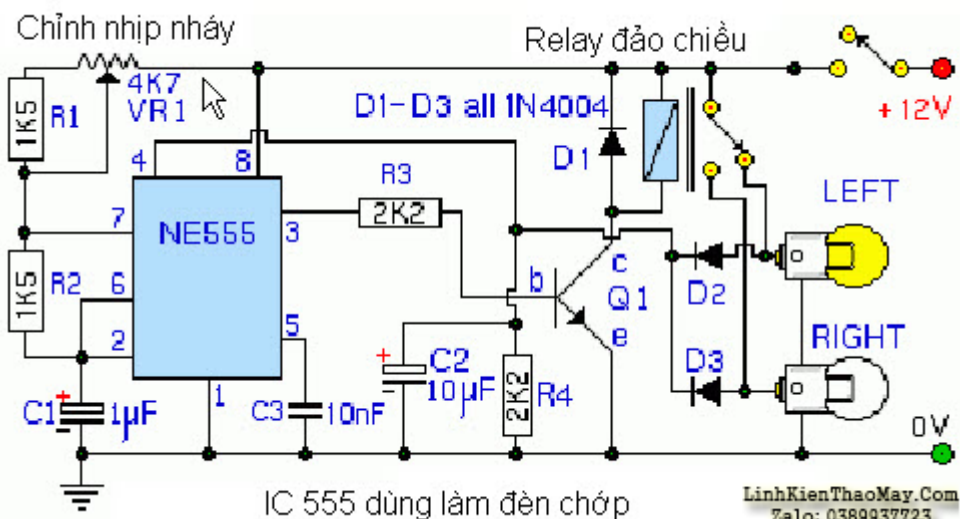 Chỉnh nhịp nháy
Relay đảo chiều
4K7
VR1
+12V
1K5
R1
D1-D3 all 1N4004
D1
4
8
R3
LEFT
7
NE555
3
2K2
1K5
R2
6
b
c
Q1
D2
2
5
e
RIGHT
D3
C2
10µF
2K2
R4
C1
1µF
1
C3
10nF
0V
IC 555 dùng làm đèn chớp
LinhKienThaoMay.Com
Zalo: 0389937723